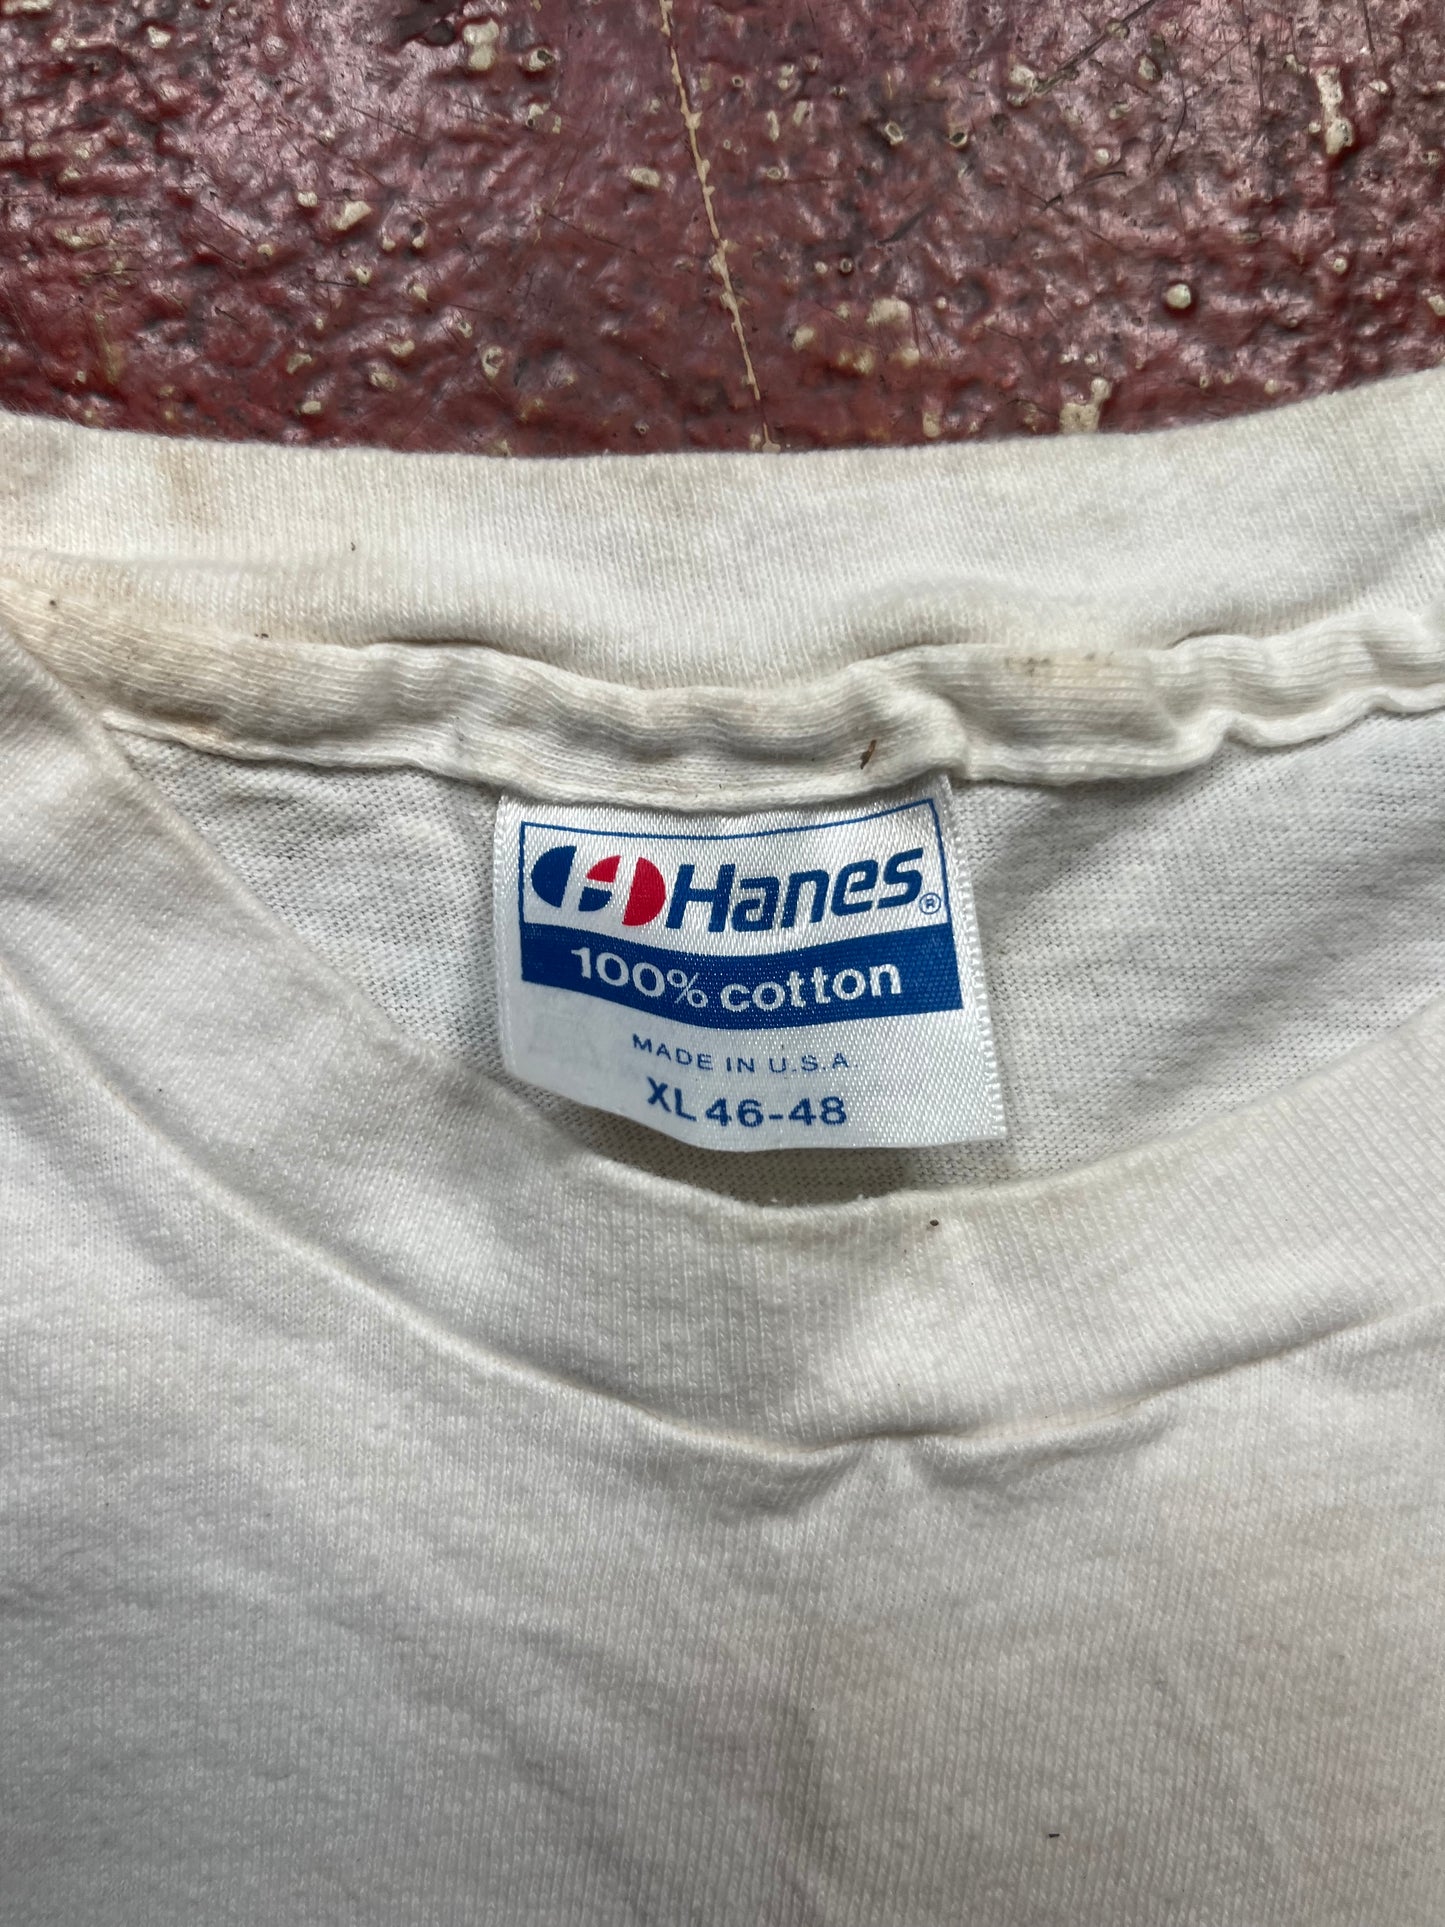 Hanes®
100% cotton
MADE IN U.S.A.
XL 46-48